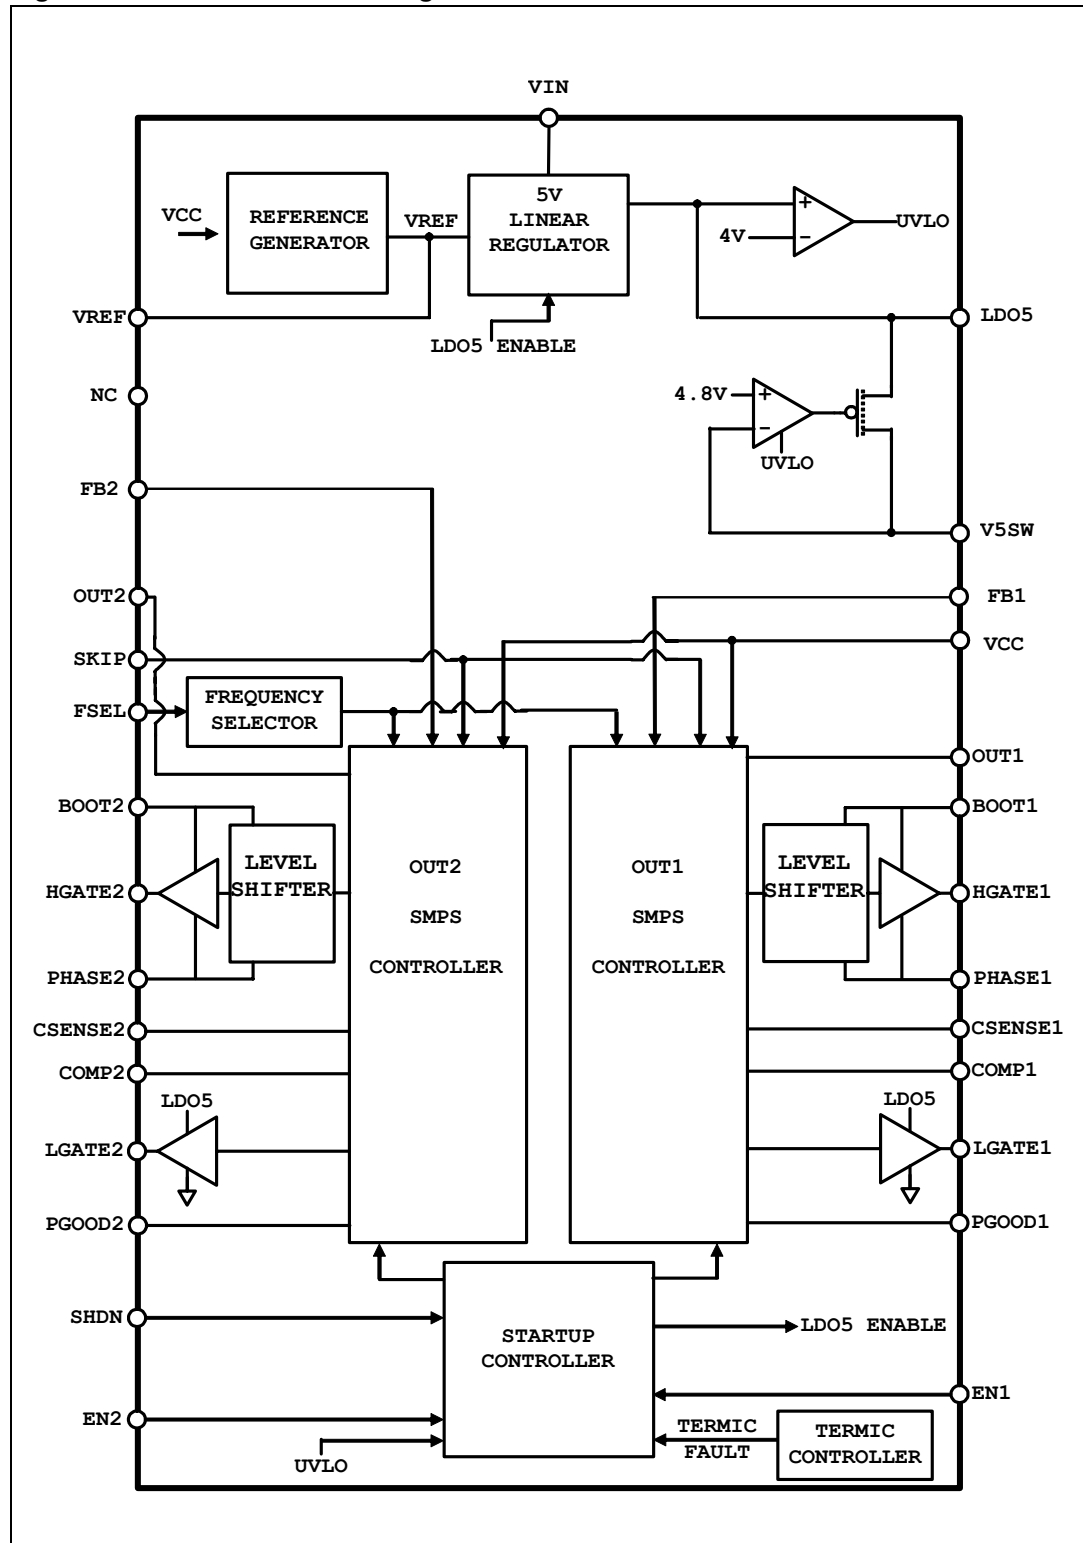 VIN
VCC
REFERENCE
GENERATOR
VREF
5V
LINEAR
REGULATOR
+
4V
-
UVLO
VREF
LDO5
LDO5 ENABLE
NC
4.8V
+
-
UVLO
FB2
V5SW
OUT2
FB1
SKIP
VCC
FSEL
FREQUENCY
SELECTOR
OUT1
BOOT2
BOOT1
LEVEL
SHIFTER
OUT2
SMPS
CONTROLLER
OUT1
SMPS
CONTROLLER
LEVEL
SHIFTER
HGATE2
HGATE1
PHASE2
PHASE1
CSENSE2
CSENSE1
COMP2
COMP1
LDO5
LDO5
LGATE2
LGATE1
PGOOD2
PGOOD1
SHDN
STARTUP
CONTROLLER
LDO5 ENABLE
EN2
EN1
UVLO
TERMIC
FAULT
TERMIC
CONTROLLER